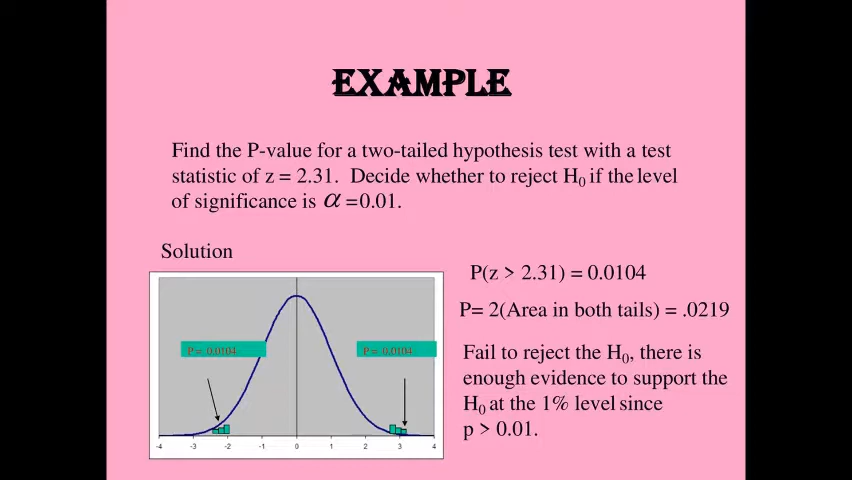 EXAMPLE
Find the P-value for a two-tailed hypothesis test with a test
statistic of z = 2.31. Decide whether to reject H₀ if the level
of significance is α =0.01.
Solution
P(z > 2.31) = 0.0104
P= 2(Area in both tails) = .0219
Fail to reject the H₀, there is
enough evidence to support the
H₀ at the 1% level since
p > 0.01.
P = 0.0104
P = 0.0104
-4 -3 -2 -1 0 1 2 3 4